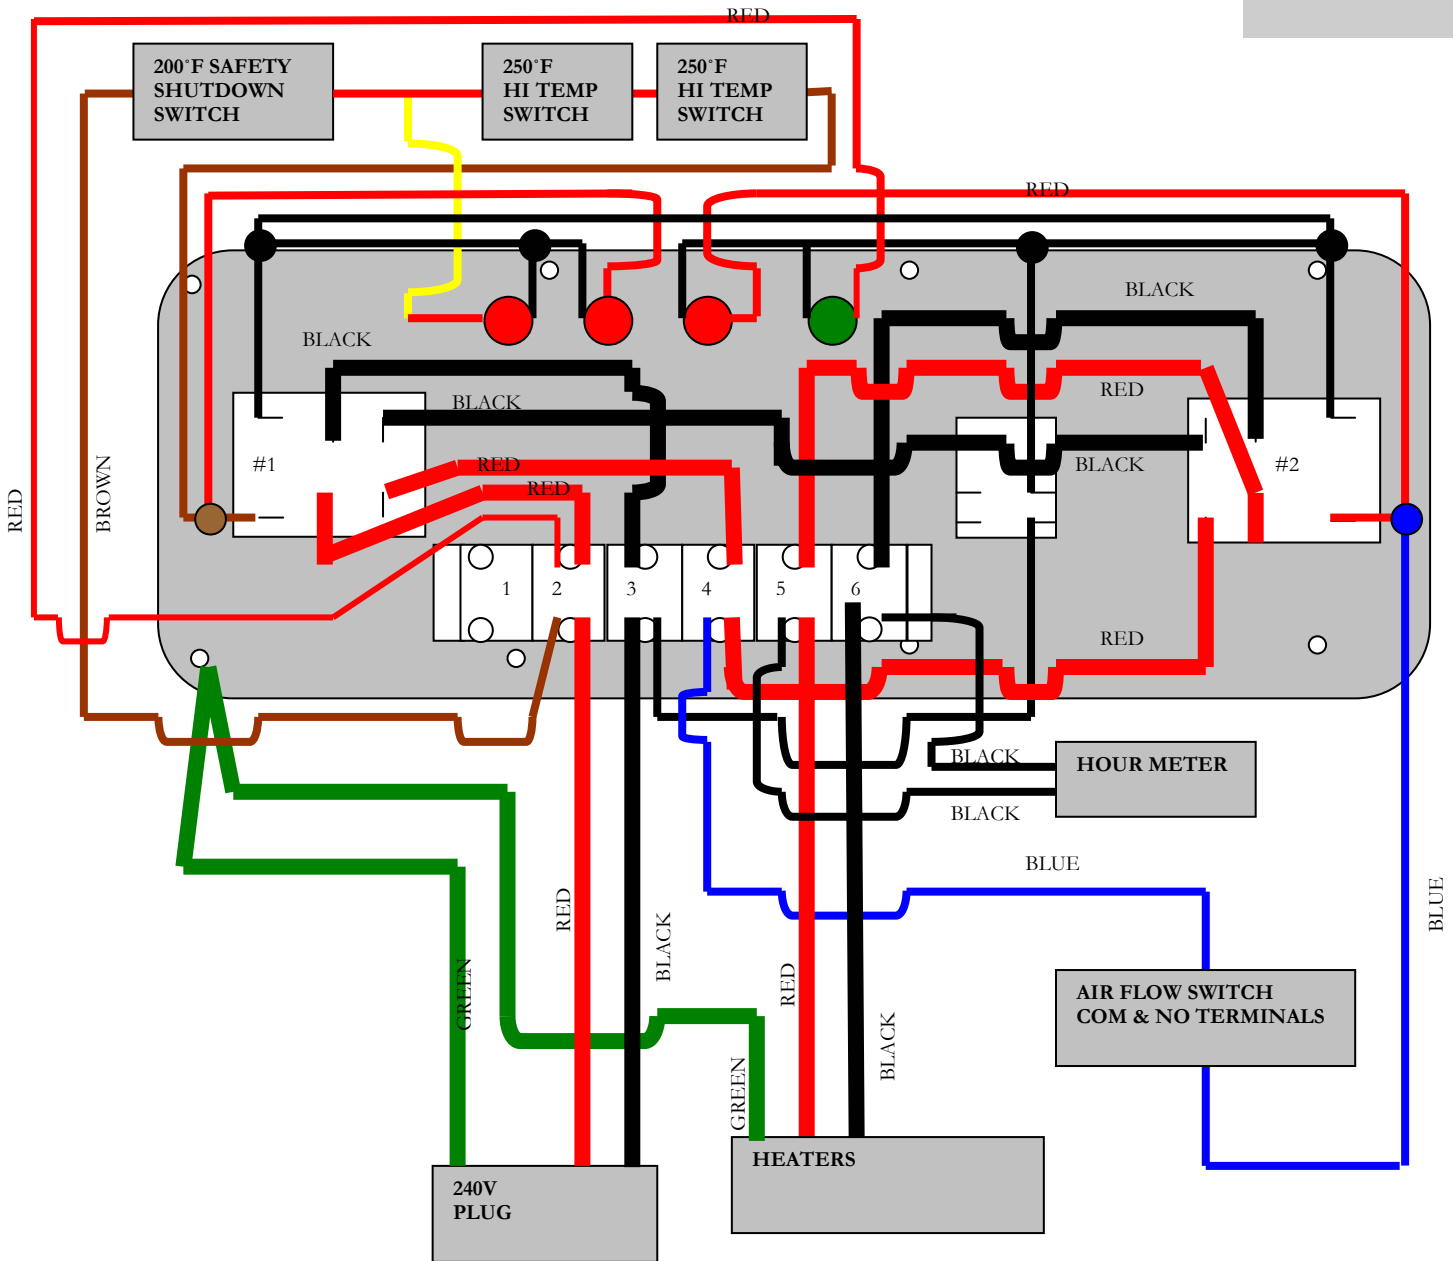 RED
200°F SAFETY
SHUTDOWN
SWITCH
250°F
HI TEMP
SWITCH
250°F
HI TEMP
SWITCH
RED
BLACK
BLACK
RED
BLACK
#1
RED
BLACK
#2
RED
RED
BROWN
1
2
3
4
5
6
RED
BLACK
HOUR METER
BLACK
BLUE
RED
BLACK
BLUE
GREEN
RED
AIR FLOW SWITCH
COM & NO TERMINALS
BLACK
GREEN
HEATERS
240V
PLUG